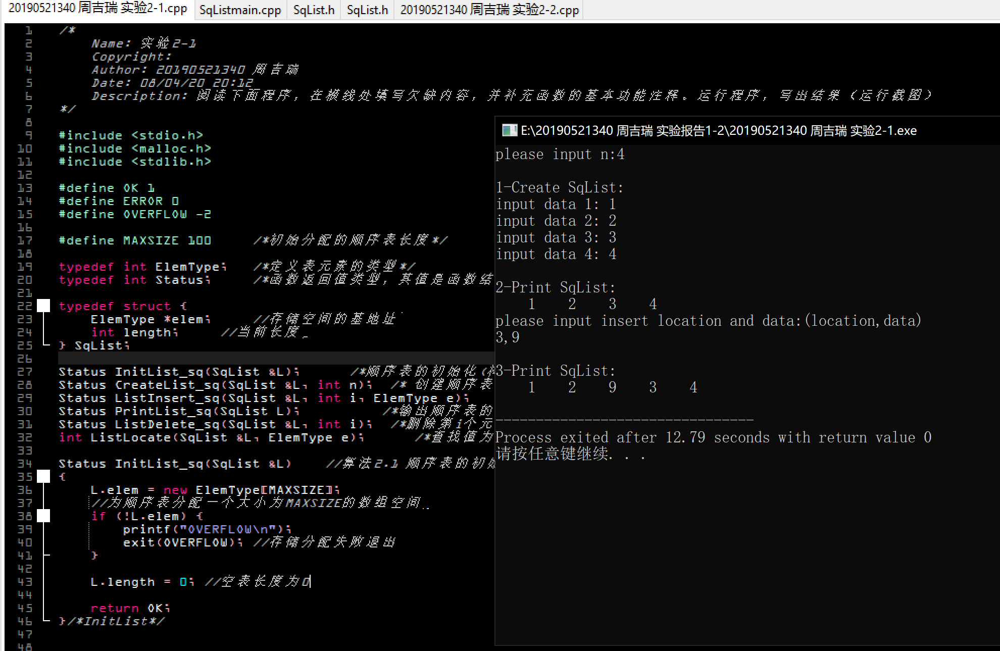 20190521340 周吉瑞 实验2-1.cpp SqListmain.cpp SqList.h SqList.h 20190521340 周吉瑞 实验2-2.cpp
1 /*
2 Name: 实验2-1
3 Copyright:
4 Author: 20190521340 周吉瑞
5 Date: 08/04/20 20:12
6 Description: 阅读下面程序，在横线处填写欠缺内容，并补充函数的基本功能注释。运行程序，写出结果（运行截图）
7 */
8
9 #include <stdio.h>
10 #include <malloc.h>
11 #include <stdlib.h>
12
13 #define OK 1
14 #define ERROR 0
15 #define OVERFLOW -2
16
17 #define MAXSIZE 100 /*初始分配的顺序表长度*/
18
19 typedef int ElemType; /*定义表元素的类型*/
20 typedef int Status; /*函数返回值类型，其值是函数结
21
22 typedef struct {
23 ElemType *elem; //存储空间的基地址
24 int length; //当前长度
25 } SqList;
26
27 Status InitList_sq(SqList &L); /*顺序表的初始化(
28 Status CreateList_sq(SqList &L, int n); /* 创建顺序表
29 Status ListInsert_sq(SqList &L, int i, ElemType e);
30 Status PrintList_sq(SqList L); /*输出顺序表的
31 Status ListDelete_sq(SqList &L, int i); /*删除第i个元
32 int ListLocate(SqList &L, ElemType e); /*查找值为
33
34 Status InitList_sq(SqList &L) //算法2.1 顺序表的初始
35 {
36 L.elem = new ElemType[MAXSIZE];
37 //为顺序表分配一个大小为MAXSIZE的数组空间
38 if (!L.elem) {
39 printf("OVERFLOW\n");
40 exit(OVERFLOW); //存储分配失败退出
41 }
42
43 L.length = 0; //空表长度为0
44
45 return OK;
46 }/*InitList*/
47
48
E:\20190521340 周吉瑞 实验报告1-2\20190521340 周吉瑞 实验2-1.exe
please input n:4
1-Create SqList:
input data 1: 1
input data 2: 2
input data 3: 3
input data 4: 4
2-Print SqList:
1 2 3 4
please input insert location and data:(location,data)
3,9
3-Print SqList:
1 2 9 3 4
--------------------------------
Process exited after 12.79 seconds with return value 0
请按任意键继续. . .